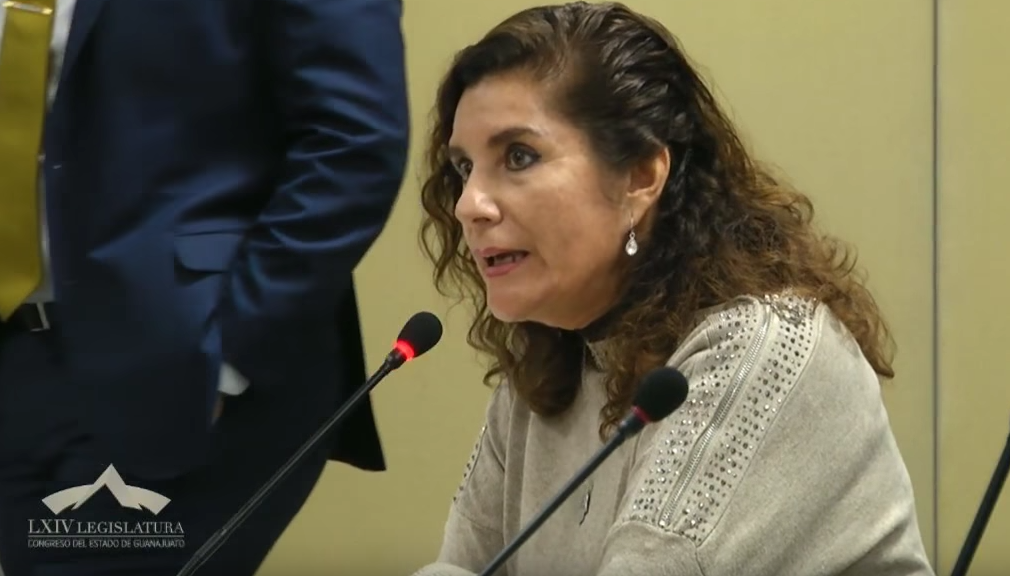 LXIV LEGISLATURA
CONGRESO DEL ESTADO DE GUANAJUATO